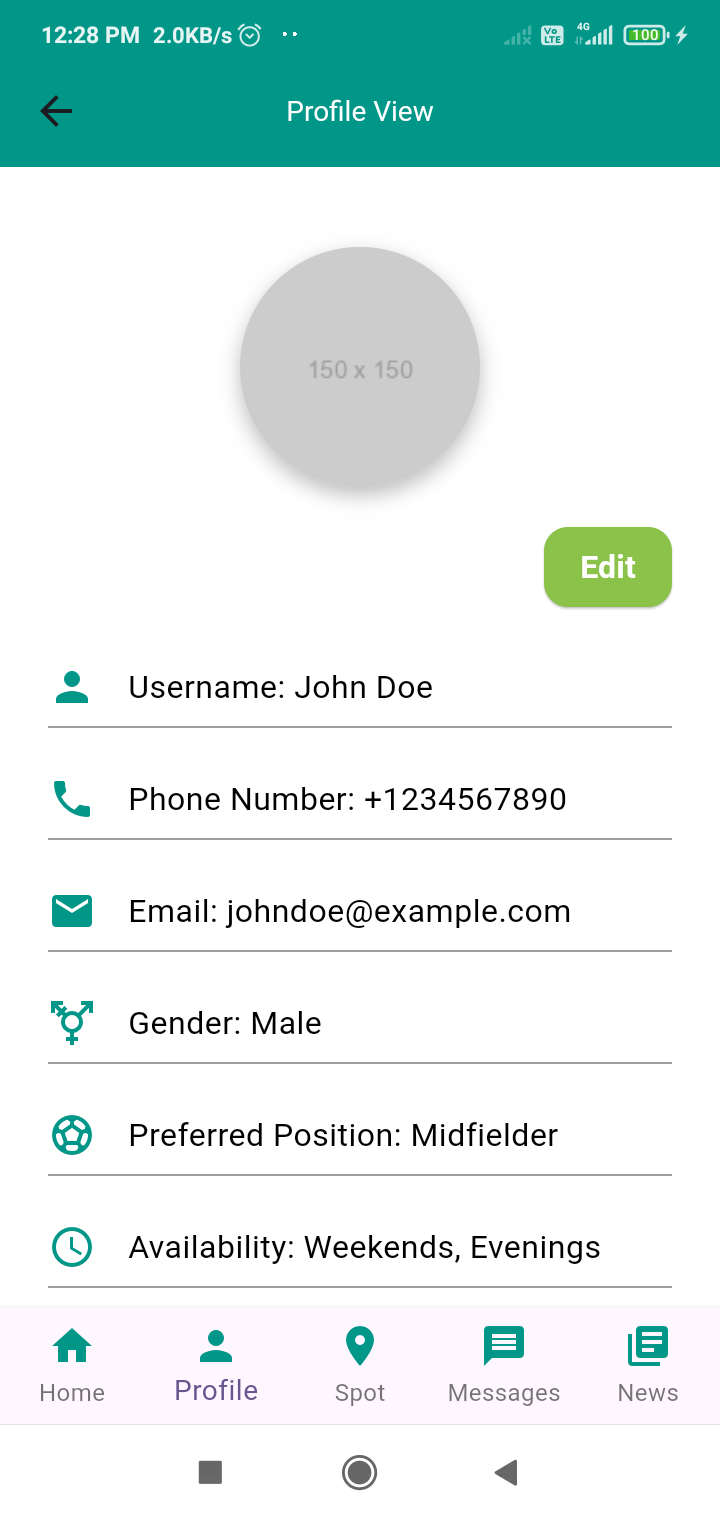 12:28 PM 2.0KB/s
Vo LTE 4G 100
Profile View
150 x 150
Edit
Username: John Doe
Phone Number: +1234567890
Email: johndoe@example.com
Gender: Male
Preferred Position: Midfielder
Availability: Weekends, Evenings
Home Profile Spot Messages News